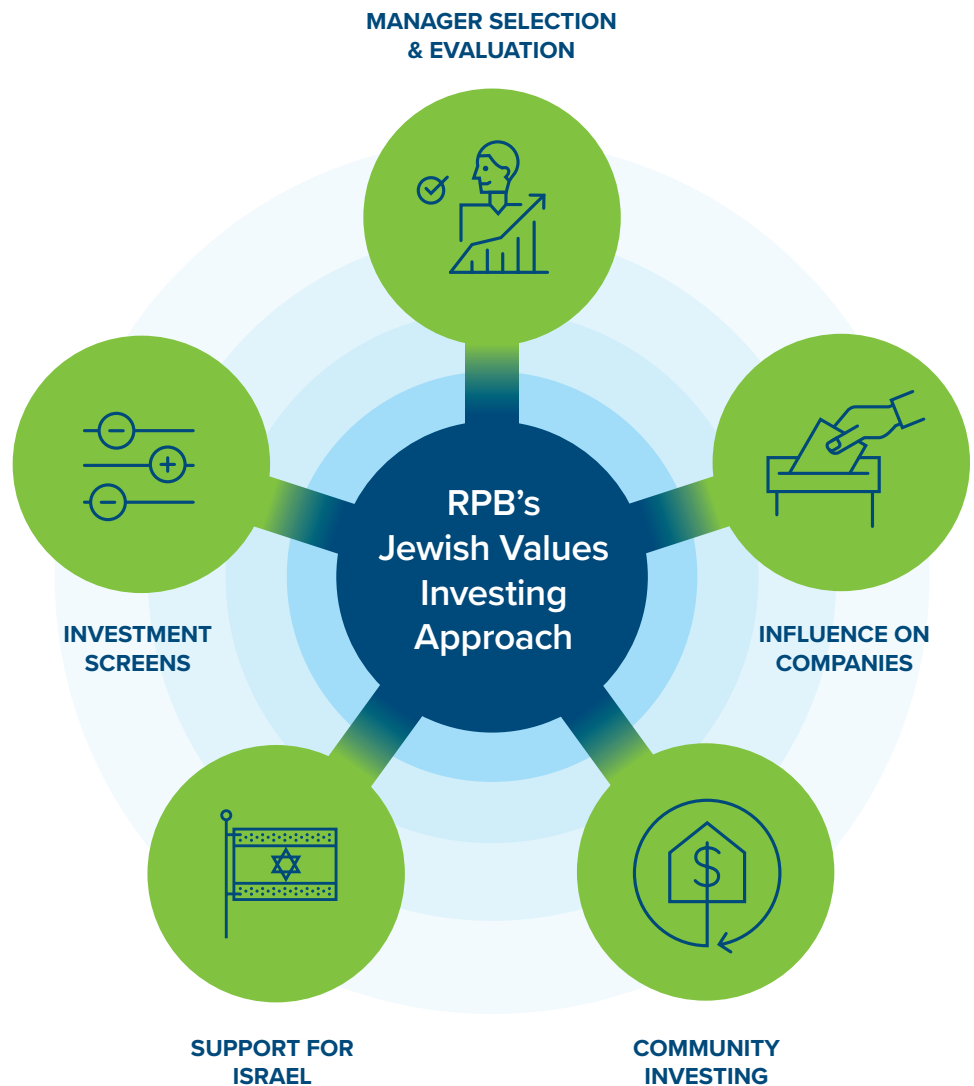 MANAGER SELECTION
& EVALUATION
RPB’s
Jewish Values
Investing
Approach
INVESTMENT
SCREENS
INFLUENCE ON
COMPANIES
SUPPORT FOR
ISRAEL
COMMUNITY
INVESTING
$